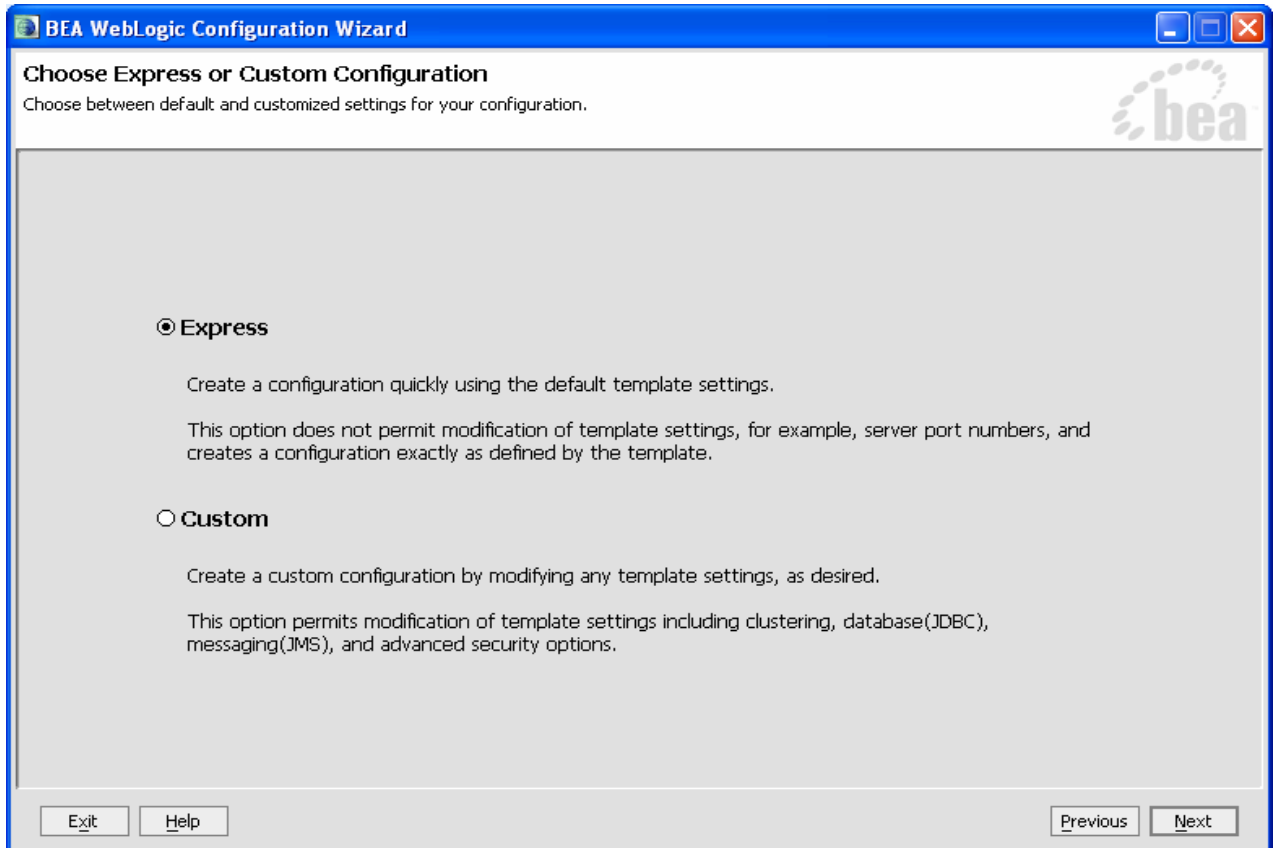 BEA WebLogic Configuration Wizard
Choose Express or Custom Configuration
Choose between default and customized settings for your configuration.
bea
Express
Create a configuration quickly using the default template settings.
This option does not permit modification of template settings, for example, server port numbers, and
creates a configuration exactly as defined by the template.
Custom
Create a custom configuration by modifying any template settings, as desired.
This option permits modification of template settings including clustering, database(JDBC),
messaging(JMS), and advanced security options.
Exit Help Previous Next